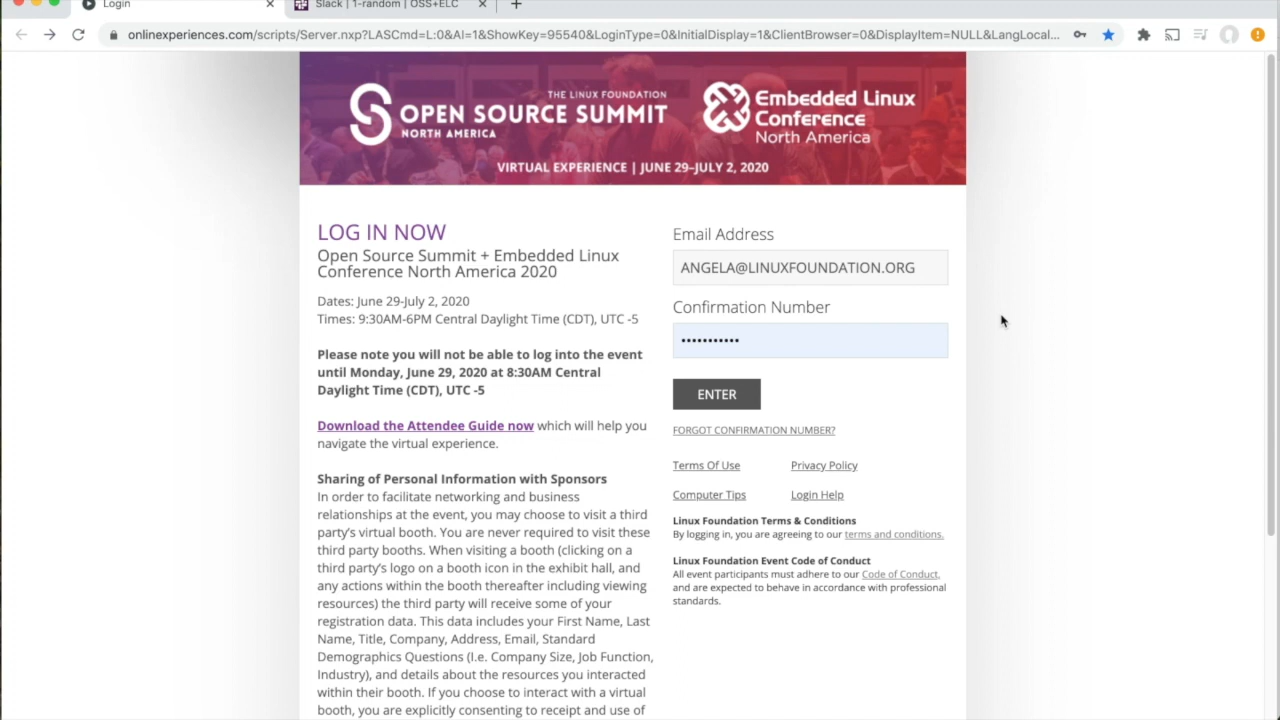 Login
Slack | 1-random | OSS+ELC
onlinexperiences.com/scripts/Server.nxp?LASCmd=L:0&AI=1&ShowKey=95540&LoginType=0&InitialDisplay=1&ClientBrowser=0&DisplayItem=NULL&LangLocal...
THE LINUX FOUNDATION
OPEN SOURCE SUMMIT
NORTH AMERICA
Embedded Linux
Conference
North America
VIRTUAL EXPERIENCE | JUNE 29–JULY 2, 2020
LOG IN NOW
Open Source Summit + Embedded Linux
Conference North America 2020
Dates: June 29-July 2, 2020
Times: 9:30AM-6PM Central Daylight Time (CDT), UTC -5
Please note you will not be able to log into the event
until Monday, June 29, 2020 at 8:30AM Central
Daylight Time (CDT), UTC -5
Download the Attendee Guide now which will help you
navigate the virtual experience.
Sharing of Personal Information with Sponsors
In order to facilitate networking and business
relationships at the event, you may choose to visit a third
party's virtual booth. You are never required to visit these
third party booths. When visiting a booth (clicking on a
third party's logo on a booth icon in the exhibit hall, and
any actions within the booth thereafter including viewing
resources) the third party will receive some of your
registration data. This data includes your First Name, Last
Name, Title, Company, Address, Email, Standard
Demographics Questions (I.e. Company Size, Job Function,
Industry), and details about the resources you interacted
within their booth. If you choose to interact with a virtual
booth, you are explicitly consenting to receipt and use of
Email Address
ANGELA@LINUXFOUNDATION.ORG
Confirmation Number
•••••••••••
ENTER
FORGOT CONFIRMATION NUMBER?
Terms Of Use Privacy Policy
Computer Tips Login Help
Linux Foundation Terms & Conditions
By logging in, you are agreeing to our terms and conditions.
Linux Foundation Event Code of Conduct
All event participants must adhere to our Code of Conduct,
and are expected to behave in accordance with professional
standards.